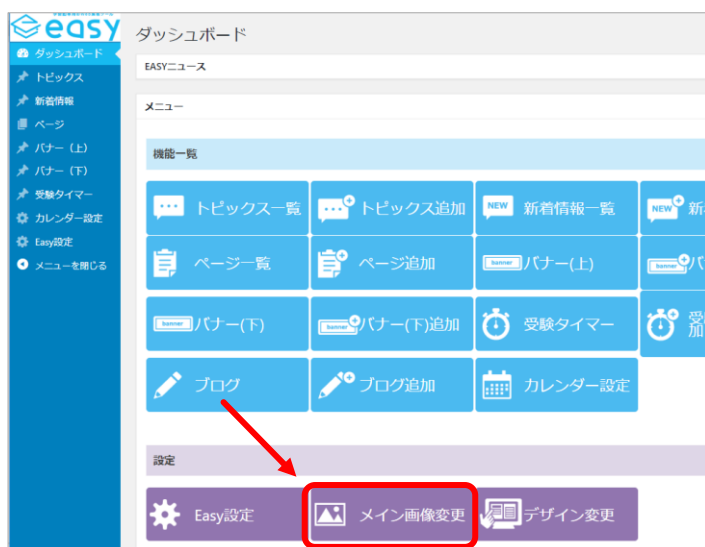 easy
ダッシュボード
トピックス
新着情報
ページ
バナー（上）
バナー（下）
受験タイマー
カレンダー設定
Easy設定
メニューを閉じる
ダッシュボード
EASYニュース
メニュー
機能一覧
トピックス一覧
トピックス追加
NEW 新着情報一覧
NEW 新
ページ一覧
ページ追加
banner バナー(上)
banner バ
banner バナー(下)
banner バナー(下)追加
受験タイマー
受
加
ブログ
ブログ追加
カレンダー設定
設定
Easy設定
メイン画像変更
デザイン変更